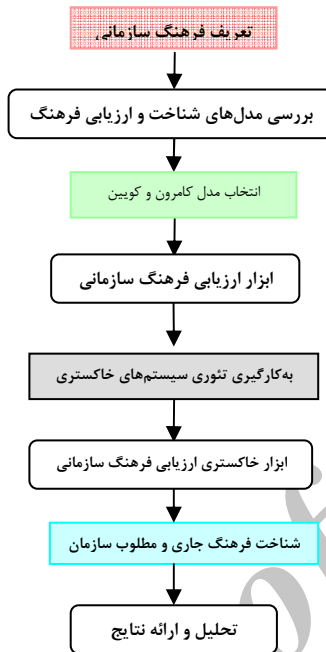 تعریف فرهنگ سازمانی
بررسی مدل‌های شناخت و ارزیابی فرهنگ
انتخاب مدل کامرون و کویین
ابزار ارزیابی فرهنگ سازمانی
به‌کارگیری تئوری سیستم‌های خاکستری
ابزار خاکستری ارزیابی فرهنگ سازمانی
شناخت فرهنگ جاری و مطلوب سازمان
تحلیل و ارائه نتایج